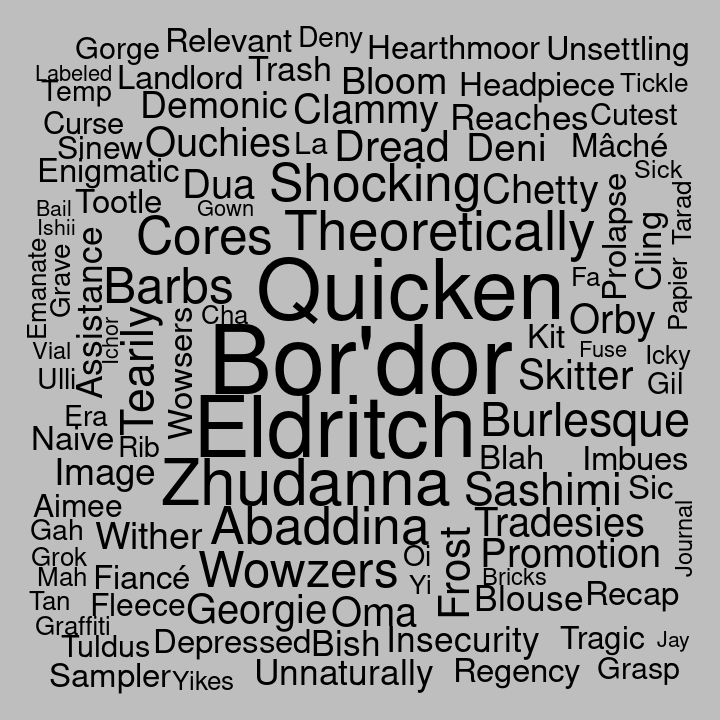 Gorge Relevant Deny Hearthmoor Unsettling
Labeled Landlord Trash Bloom Headpiece Tickle
Temp Demonic Clammy Reaches Cutest
Curse Sinew Ouchies La Dread Deni Mâché
Enigmatic Dua Shocking Chetty Sick
Bail Tootle Gown Prolapse Cling Tarad
Ishii Cores Theoretically
Emanate Grave Assistance Barbs Quicken Fa Papier
Ichor Tearily Wowsers Cha Bor'dor Kit Orby
Vial Fuse Icky
Ulli Skitter Gil
Era Eldritch Burlesque
Naive Rib Blah Imbues
Image Zhudanna Sashimi Sic
Aimee Abaddina Tradesies Journal
Gah Wither Frost Promotion
Grok Wowzers Oi
Mah Fiancé Yi Bricks
Tan Fleece Georgie Oma Blouse Recap
Graffiti
Tuldus Depressed Bish Insecurity Tragic Jay
Sampler Yikes Unnaturally Regency Grasp